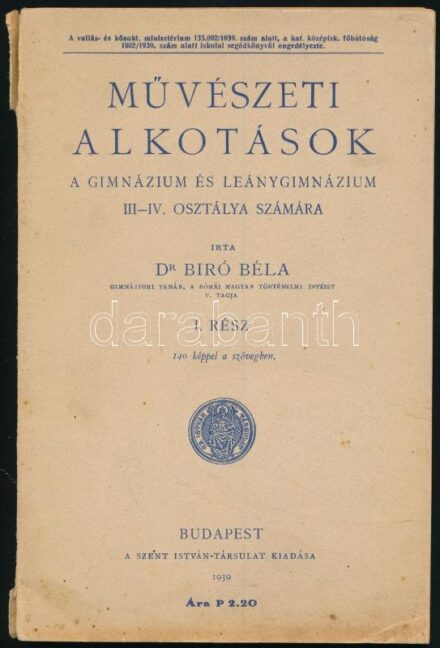 A vallás- és közokt. minisztérium 133.092/1939. szám alatt, a kat. középisk. főhatóság
1802/1939. szám alatt iskolai segédkönyvül engedélyezte.
MŰVÉSZETI
ALKOTÁSOK
A GIMNÁZIUM ÉS LEÁNYGIMNÁZIUM
III–IV. OSZTÁLYA SZÁMÁRA
IRTA
DR BIRÓ BÉLA
GIMNÁZIUMI TANÁR, A RÓMAI MAGYAR TÖRTÉNELMI INTÉZET
V. TAGJA
I. RÉSZ
darabanth
140 képpel a szövegben.
BUDAPEST
A SZENT ISTVÁN-TÁRSULAT KIADÁSA
1939
Ára P 2.20